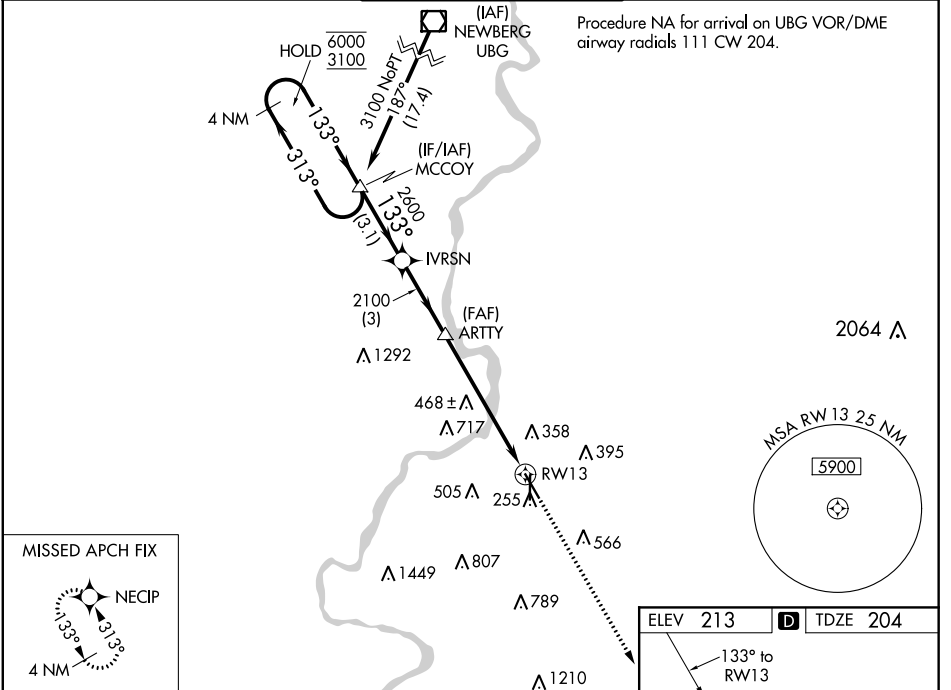 (IAF)
NEWBERG
UBG
Procedure NA for arrival on UBG VOR/DME
airway radials 111 CW 204.
HOLD 6000
3100
4 NM
133°
313°
3100 NoPT
187°
(17.4)
(IF/IAF)
MCCOY
2600
133°
(3.1)
IVRSN
2100
(3)
(FAF)
ARTTY
1292
2064
468 ±
717
358
395
RW13
505
255
566
1449
807
789
1210
MSA RW 13 25 NM
5900
MISSED APCH FIX
NECIP
133°
313°
4 NM
ELEV 213 D TDZE 204
133° to
RW13